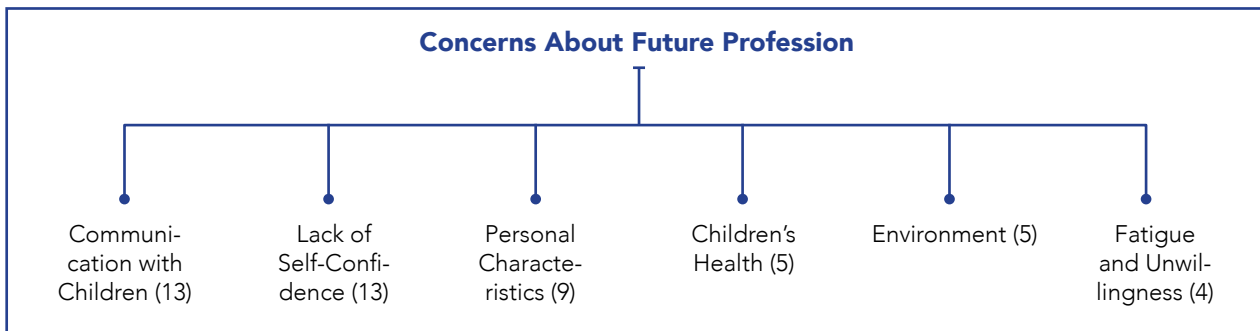 Concerns About Future Profession
Communi-
cation with
Children (13)
Lack of
Self-Confi-
dence (13)
Personal
Characte-
ristics (9)
Children’s
Health (5)
Environment (5)
Fatigue
and Unwil-
lingness (4)